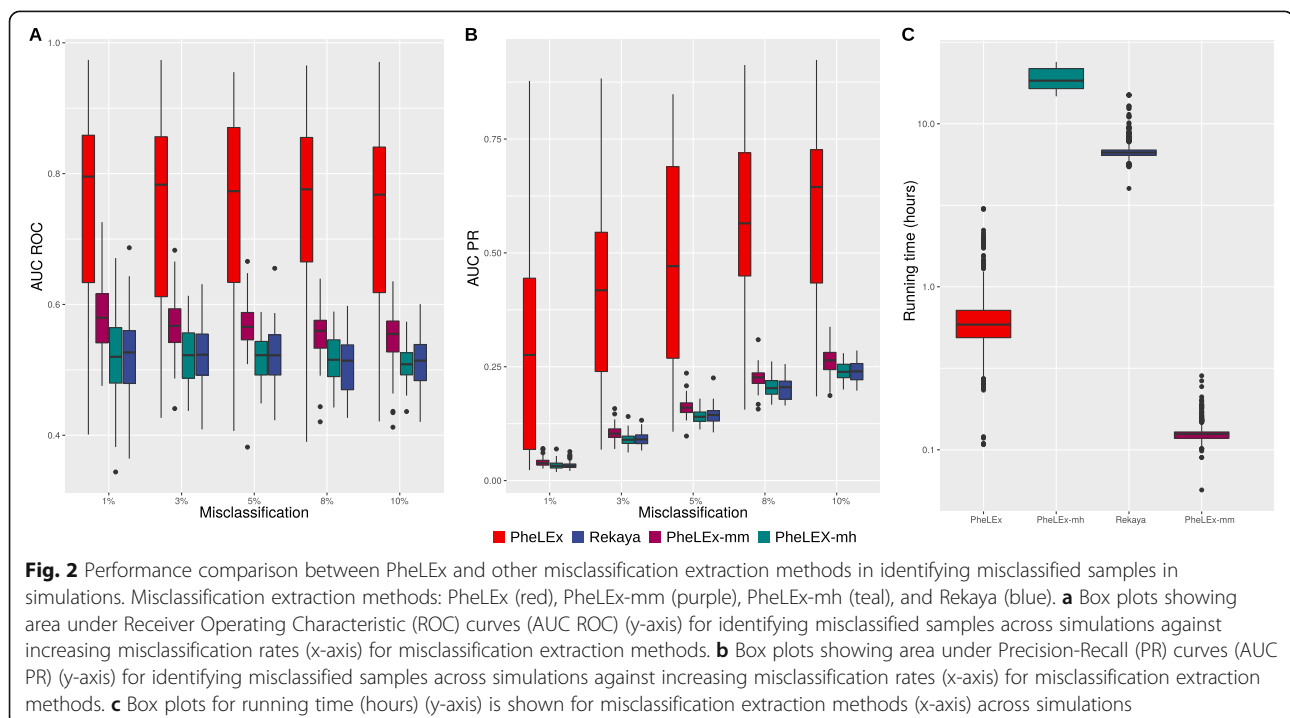 A
B
C
1.0
0.8
0.6
0.4
AUC ROC
1%
3%
5%
8%
10%
Misclassification
0.75
0.50
0.25
0.00
AUC PR
1%
3%
5%
8%
10%
Misclassification
10.0
1.0
0.1
Running time (hours)
PheLEx
PheLEX-mh
Rekaya
PheLEx-mm
PheLEx Rekaya PheLEx-mm PheLEX-mh
Fig. 2 Performance comparison between PheLEx and other misclassification extraction methods in identifying misclassified samples in
simulations. Misclassification extraction methods: PheLEx (red), PheLEx-mm (purple), PheLEx-mh (teal), and Rekaya (blue). a Box plots showing
area under Receiver Operating Characteristic (ROC) curves (AUC ROC) (y-axis) for identifying misclassified samples across simulations against
increasing misclassification rates (x-axis) for misclassification extraction methods. b Box plots showing area under Precision-Recall (PR) curves (AUC
PR) (y-axis) for identifying misclassified samples across simulations against increasing misclassification rates (x-axis) for misclassification extraction
methods. c Box plots for running time (hours) (y-axis) is shown for misclassification extraction methods (x-axis) across simulations